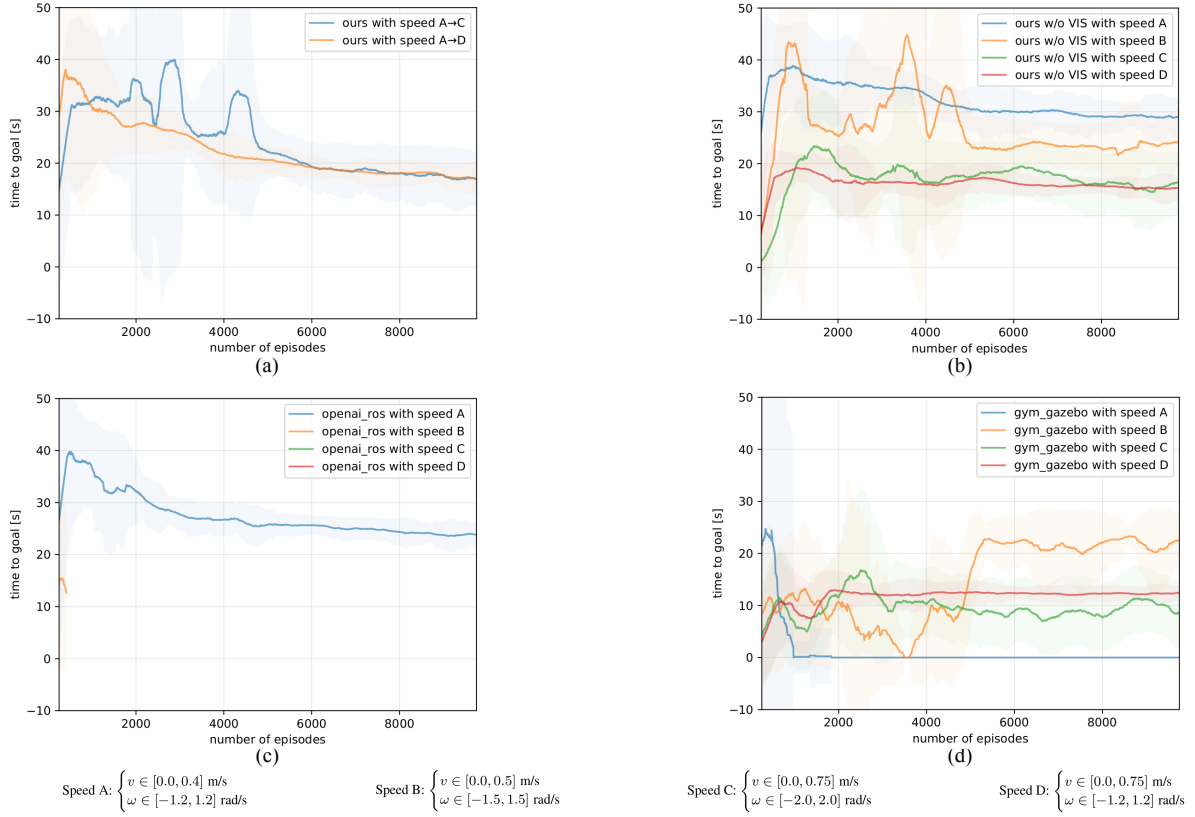 50
40
30
20
10
0
−10
time to goal [s]
ours with speed A→C
ours with speed A→D
2000 4000 6000 8000
number of episodes
(a)
50
40
30
20
10
0
−10
time to goal [s]
ours w/o VIS with speed A
ours w/o VIS with speed B
ours w/o VIS with speed C
ours w/o VIS with speed D
2000 4000 6000 8000
number of episodes
(b)
50
40
30
20
10
0
−10
time to goal [s]
openai_ros with speed A
openai_ros with speed B
openai_ros with speed C
openai_ros with speed D
2000 4000 6000 8000
number of episodes
(c)
50
40
30
20
10
0
−10
time to goal [s]
gym_gazebo with speed A
gym_gazebo with speed B
gym_gazebo with speed C
gym_gazebo with speed D
2000 4000 6000 8000
number of episodes
(d)
Speed A: { v ∈ [0.0, 0.4] m/s
ω ∈ [−1.2, 1.2] rad/s
Speed B: { v ∈ [0.0, 0.5] m/s
ω ∈ [−1.5, 1.5] rad/s
Speed C: { v ∈ [0.0, 0.75] m/s
ω ∈ [−2.0, 2.0] rad/s
Speed D: { v ∈ [0.0, 0.75] m/s
ω ∈ [−1.2, 1.2] rad/s